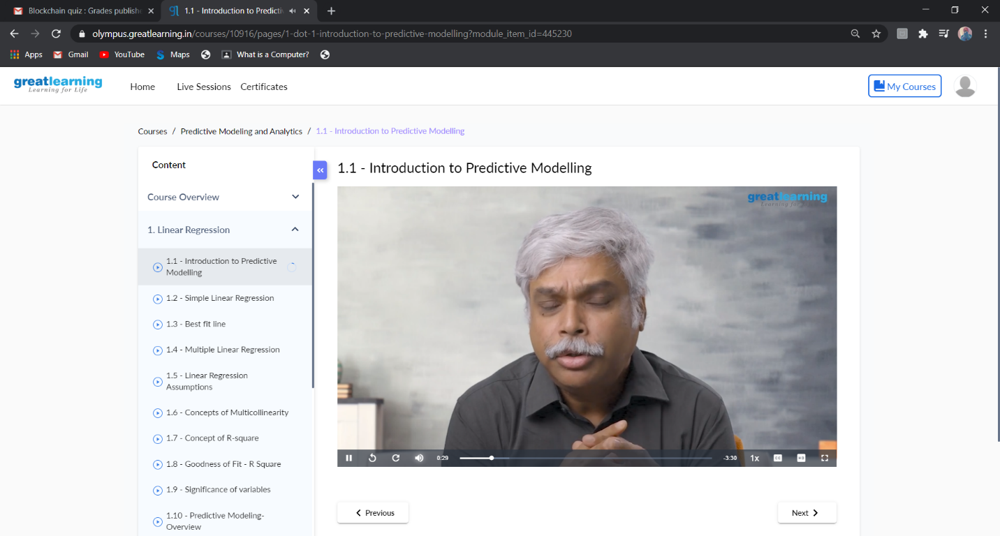 Blockchain quiz : Grades publishe
1.1 - Introduction to Predicti
olympus.greatlearning.in/courses/10916/pages/1-dot-1-introduction-to-predictive-modelling?module_item_id=445230
Apps Gmail YouTube Maps What is a Computer?
greatlearning
Learning for Life
Home Live Sessions Certificates My Courses
Courses / Predictive Modeling and Analytics / 1.1 - Introduction to Predictive Modelling
Content
«
1.1 - Introduction to Predictive Modelling
Course Overview
1. Linear Regression
1.1 - Introduction to Predictive
Modelling
1.2 - Simple Linear Regression
1.3 - Best fit line
1.4 - Multiple Linear Regression
1.5 - Linear Regression
Assumptions
1.6 - Concepts of Multicollinearity
1.7 - Concept of R-square
1.8 - Goodness of Fit - R Square
1.9 - Significance of variables
1.10 - Predictive Modeling-
Overview
greatlearning
Learning for Life
0:29 -3:30 1x CC HD
Previous Next